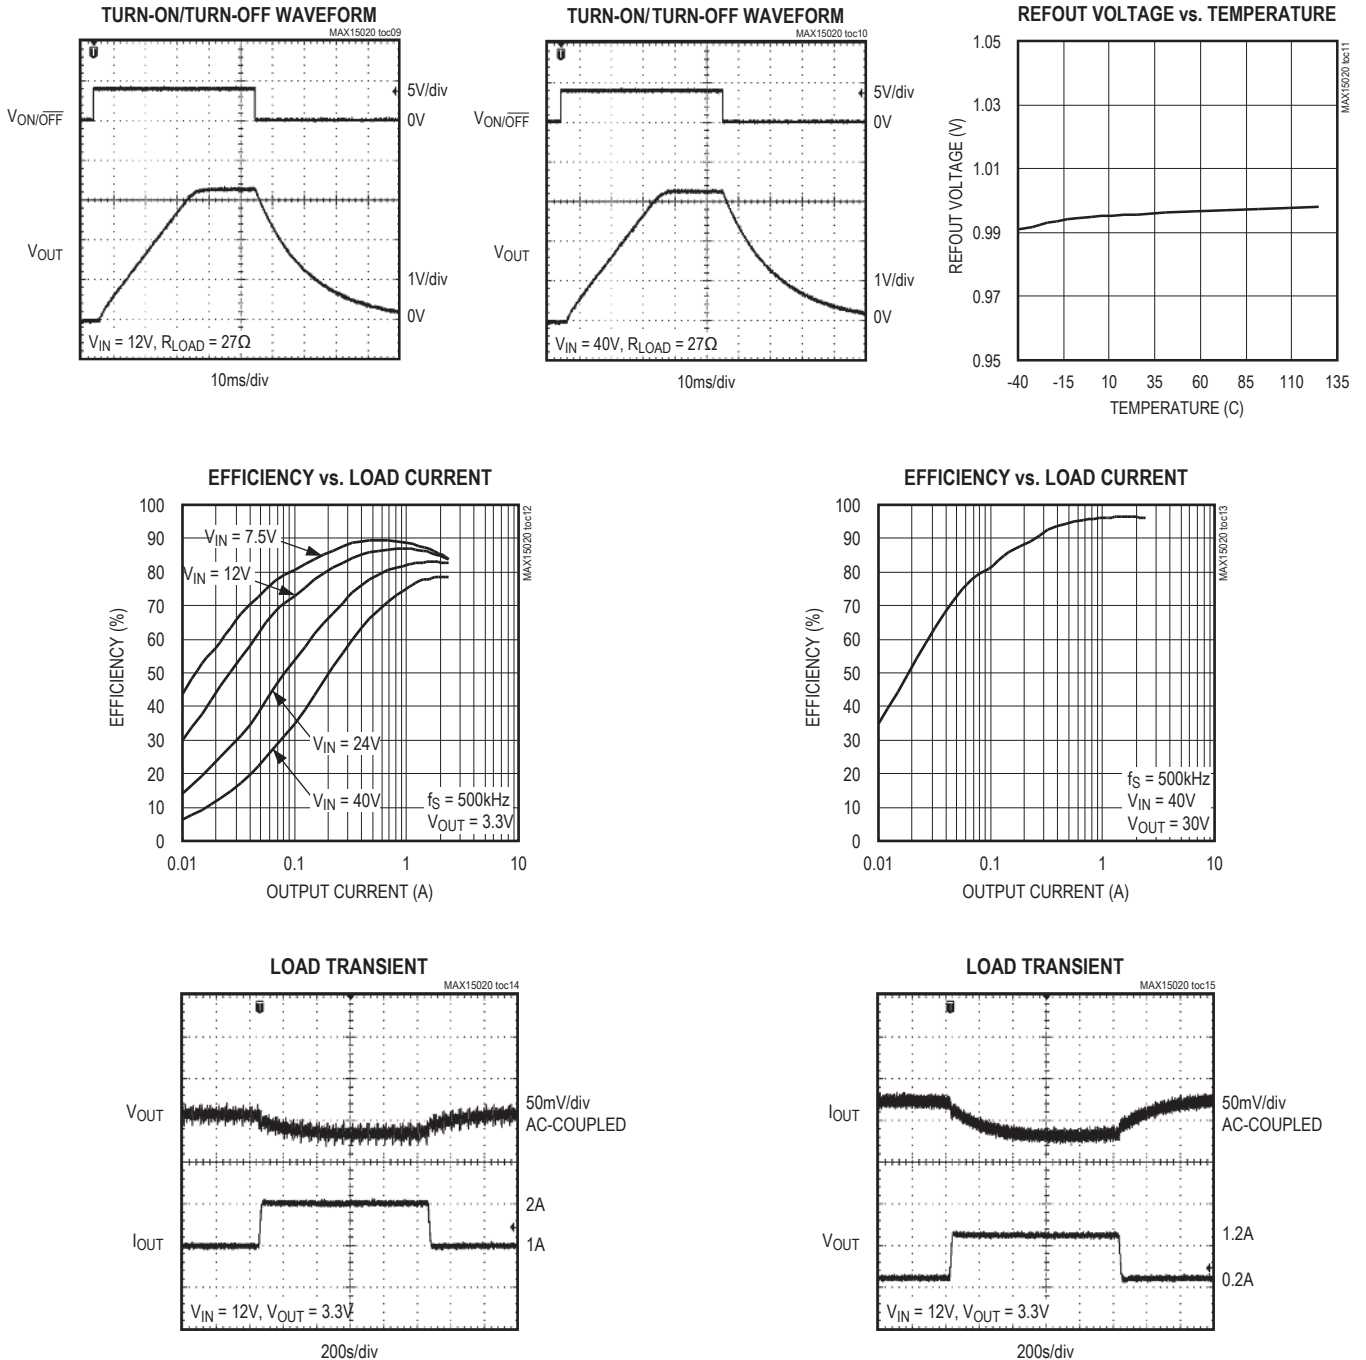 TURN-ON/TURN-OFF WAVEFORM
MAX15020 toc09
VON/OFF
5V/div
0V
VOUT
1V/div
0V
VIN = 12V, RLOAD = 27Ω
10ms/div
TURN-ON/TURN-OFF WAVEFORM
MAX15020 toc10
VON/OFF
5V/div
0V
VOUT
1V/div
0V
VIN = 40V, RLOAD = 27Ω
10ms/div
REFOUT VOLTAGE vs. TEMPERATURE
MAX15020 toc11
REFOUT VOLTAGE (V)
1.05
1.03
1.01
0.99
0.97
0.95
-40 -15 10 35 60 85 110 135
TEMPERATURE (C)
EFFICIENCY vs. LOAD CURRENT
MAX15020 toc12
EFFICIENCY (%)
100
90
80
70
60
50
40
30
20
10
0
VIN = 7.5V
VIN = 12V
VIN = 24V
VIN = 40V
fS = 500kHz
VOUT = 3.3V
0.01 0.1 1 10
OUTPUT CURRENT (A)
EFFICIENCY vs. LOAD CURRENT
MAX15020 toc13
EFFICIENCY (%)
100
90
80
70
60
50
40
30
20
10
0
fS = 500kHz
VIN = 40V
VOUT = 30V
0.01 0.1 1 10
OUTPUT CURRENT (A)
LOAD TRANSIENT
MAX15020 toc14
VOUT
50mV/div
AC-COUPLED
2A
IOUT
1A
VIN = 12V, VOUT = 3.3V
200s/div
LOAD TRANSIENT
MAX15020 toc15
IOUT
50mV/div
AC-COUPLED
1.2A
VOUT
0.2A
VIN = 12V, VOUT = 3.3V
200s/div